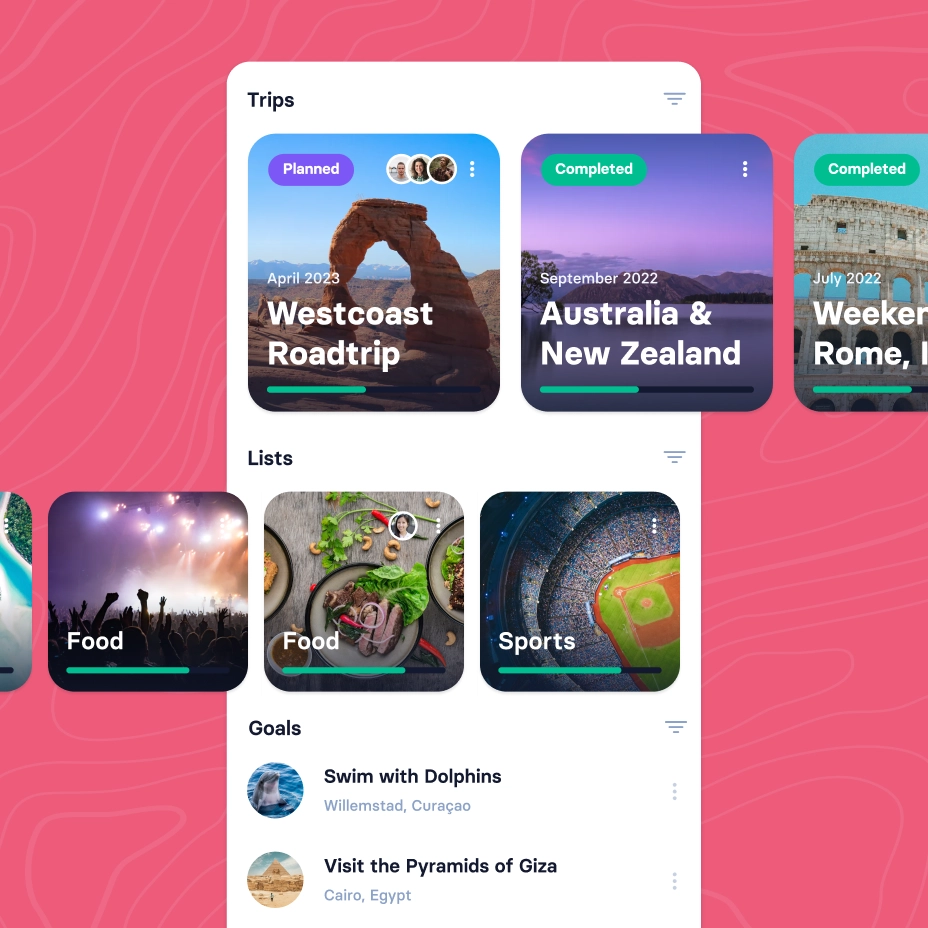 Trips
Planned
April 2023
Westcoast
Roadtrip
Completed
September 2022
Australia &
New Zealand
Completed
July 2022
Rome,
Lists
Food
Food
Sports
Goals
Swim with Dolphins
Willemstad, Curaçao
Visit the Pyramids of Giza
Cairo, Egypt